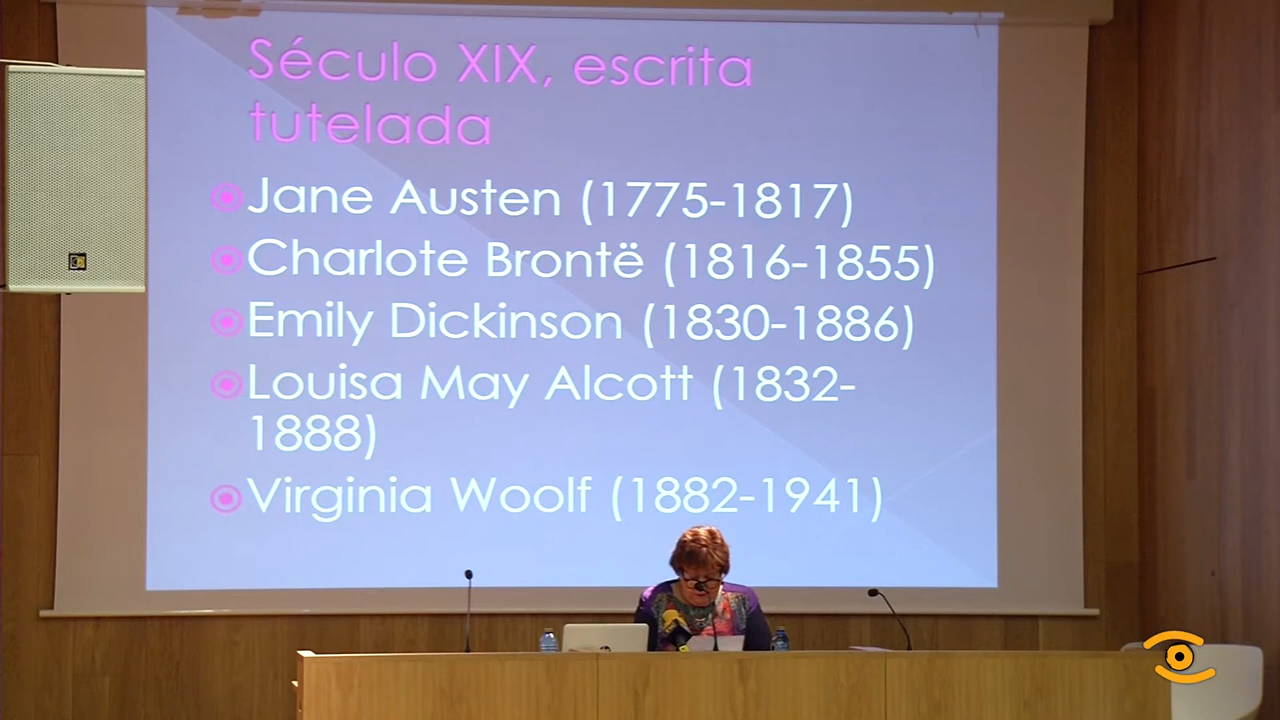 Século XIX, escrita
tutelada
Jane Austen (1775-1817)
Charlote Brontë (1816-1855)
Emily Dickinson (1830-1886)
Louisa May Alcott (1832-
1888)
Virginia Woolf (1882-1941)